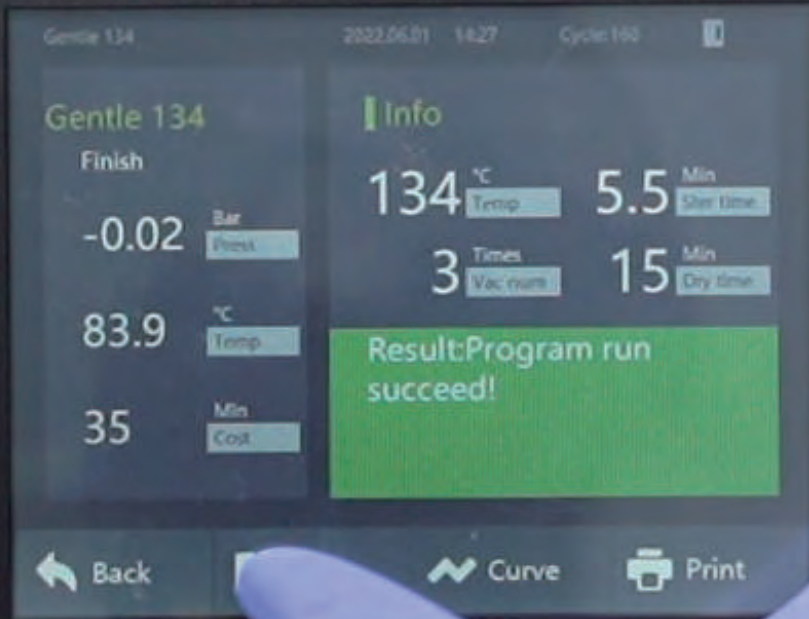 Gentle 134 2022.06.01 14:27 Cycle:160
Gentle 134
Finish
-0.02 Bar Press
83.9 °C Temp
35 Min Cost
Info
134 °C Temp 5.5 Min Ster time
3 Times Vac num 15 Min Dry time
Result:Program run
succeed!
Back Curve Print